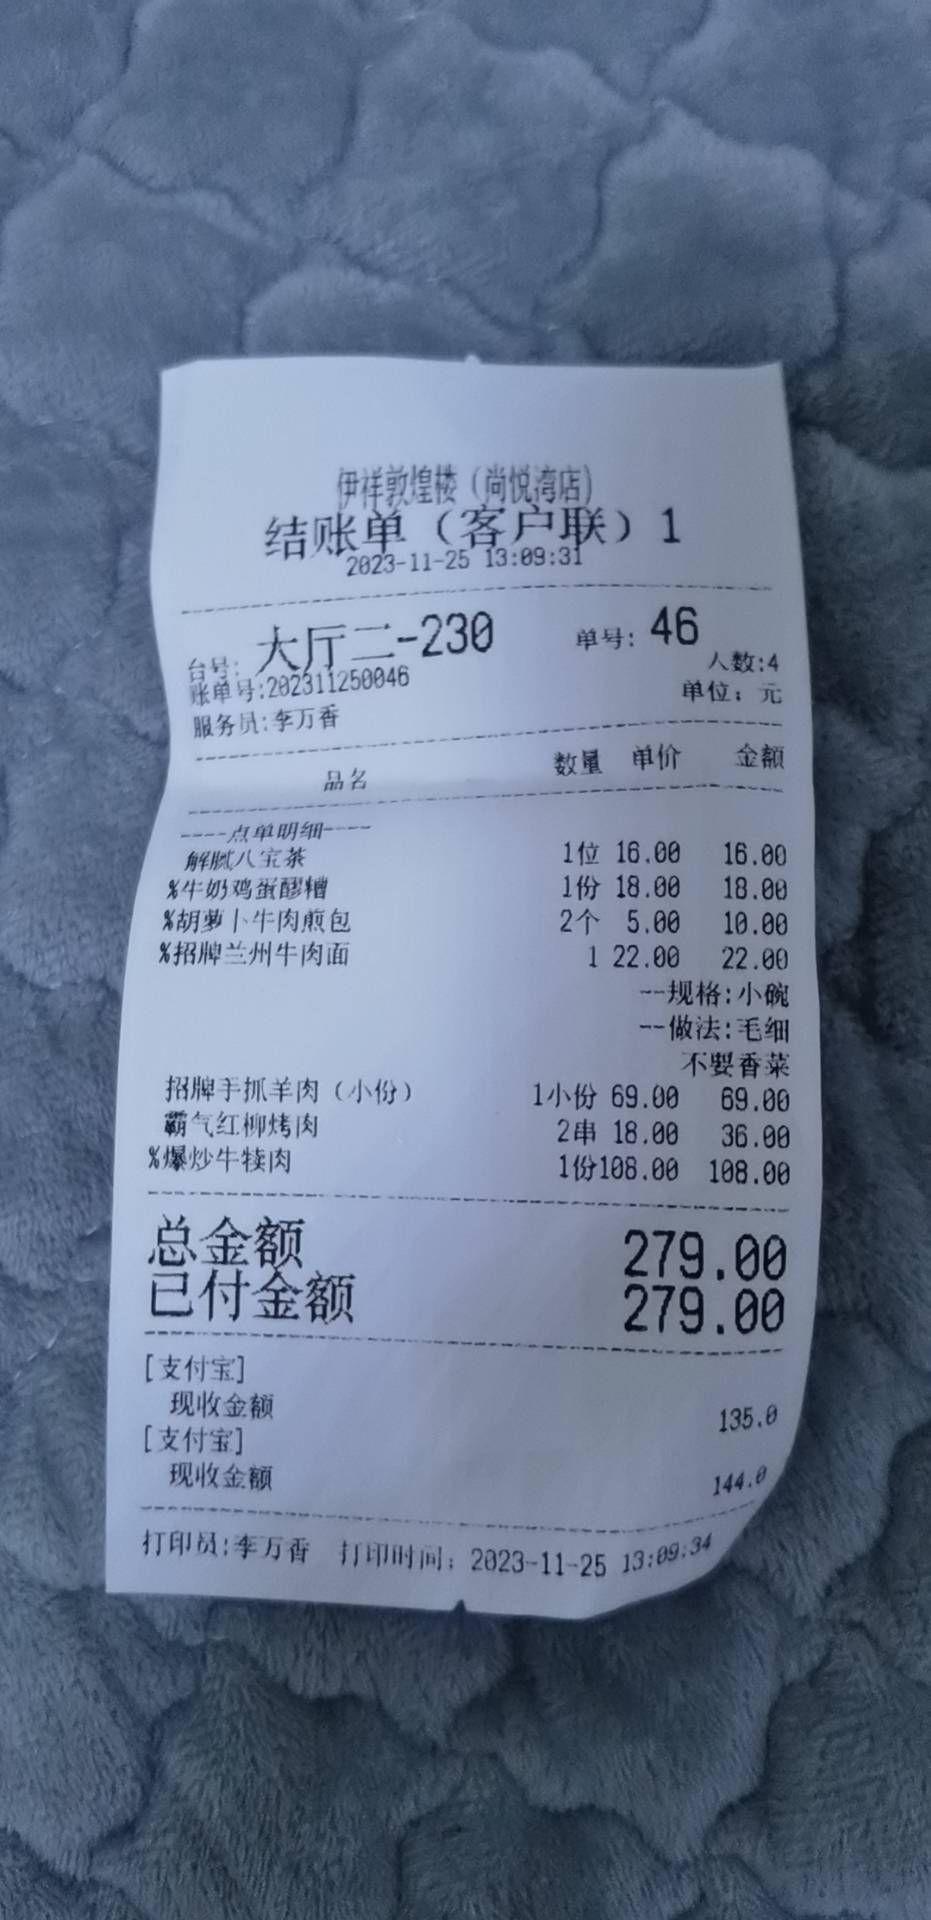 伊祥敦煌楼（尚悦湾店）
结账单（客户联）1
2023-11-25 13:09:31
台号: 大厅二-230 单号: 46
账单号:202311250046 人数:4
服务员:李万香 单位：元
品名 数量 单价 金额
----点单明细----
解腻八宝茶 1位 16.00 16.00
%牛奶鸡蛋醪糟 1份 18.00 18.00
%胡萝卜牛肉煎包 2个 5.00 10.00
%招牌兰州牛肉面 1 22.00 22.00
--规格:小碗
--做法:毛细
不要香菜
招牌手抓羊肉（小份） 1小份 69.00 69.00
霸气红柳烤肉 2串 18.00 36.00
%爆炒牛犊肉 1份108.00 108.00
总金额 279.00
已付金额 279.00
[支付宝]
现收金额 135.0
[支付宝]
现收金额 144.0
打印员:李万香 打印时间：2023-11-25 13:09:34